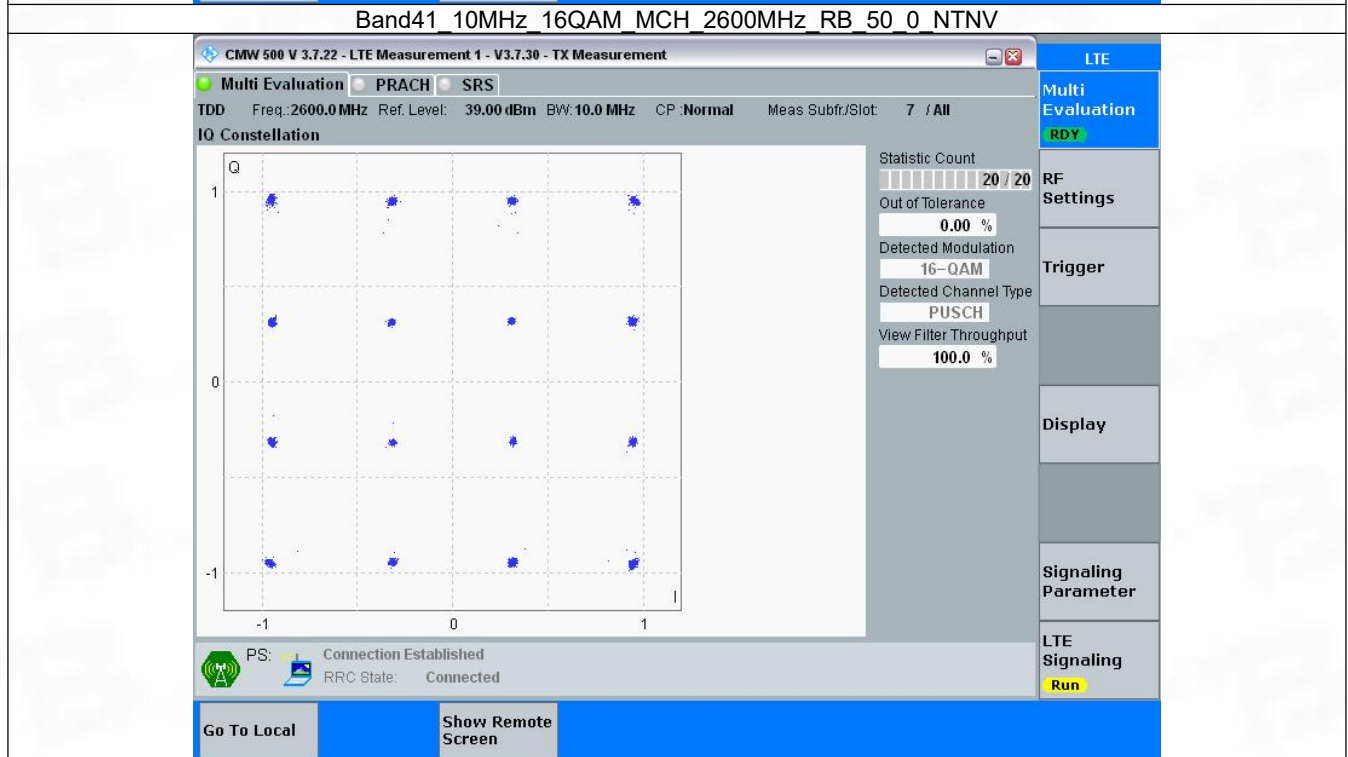 Band41_10MHz_16QAM_MCH_2600MHz_RB_50_0_NTNV
CMW 500 V 3.7.22 - LTE Measurement 1 - V3.7.30 - TX Measurement
LTE
Multi Evaluation PRACH SRS
Multi
Evaluation
RDY
TDD Freq.:2600.0 MHz Ref. Level: 39.00 dBm BW:10.0 MHz CP :Normal Meas Subfr./Slot: 7 / All
IQ Constellation
Q
1
0
-1
-1 0 1
I
Statistic Count
20 / 20
Out of Tolerance
0.00 %
Detected Modulation
16-QAM
Detected Channel Type
PUSCH
View Filter Throughput
100.0 %
RF
Settings
Trigger
Display
Signaling
Parameter
LTE
Signaling
Run
PS: Connection Established
RRC State: Connected
Go To Local
Show Remote
Screen